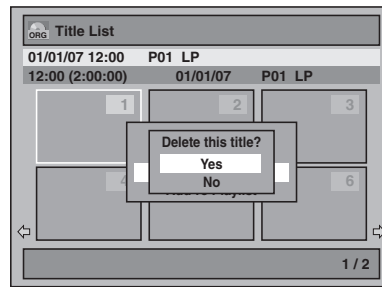 ORG Title List
01/01/07 12:00 P01 LP
12:00 (2:00:00) 01/01/07 P01 LP
1 2 3
Delete this title?
Yes
No
4 6
1 / 2